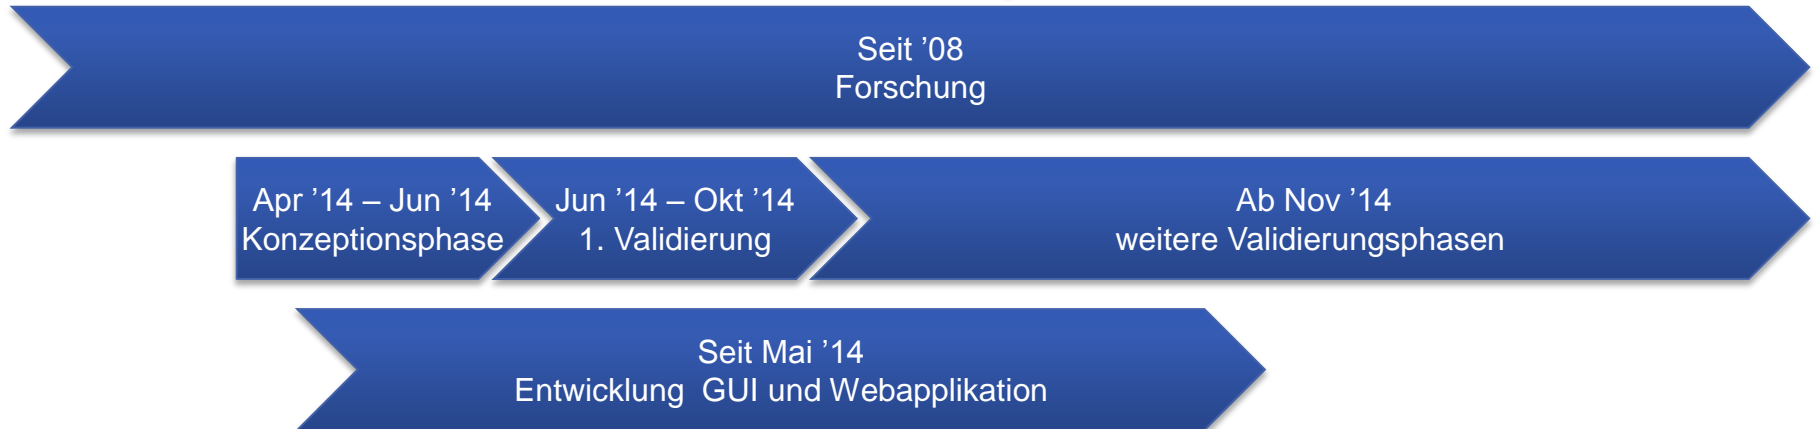 Seit ’08
Forschung
Apr ’14 – Jun ’14
Konzeptionsphase
Jun ’14 – Okt ’14
1. Validierung
Ab Nov ’14
weitere Validierungsphasen
Seit Mai ’14
Entwicklung  GUI und Webapplikation